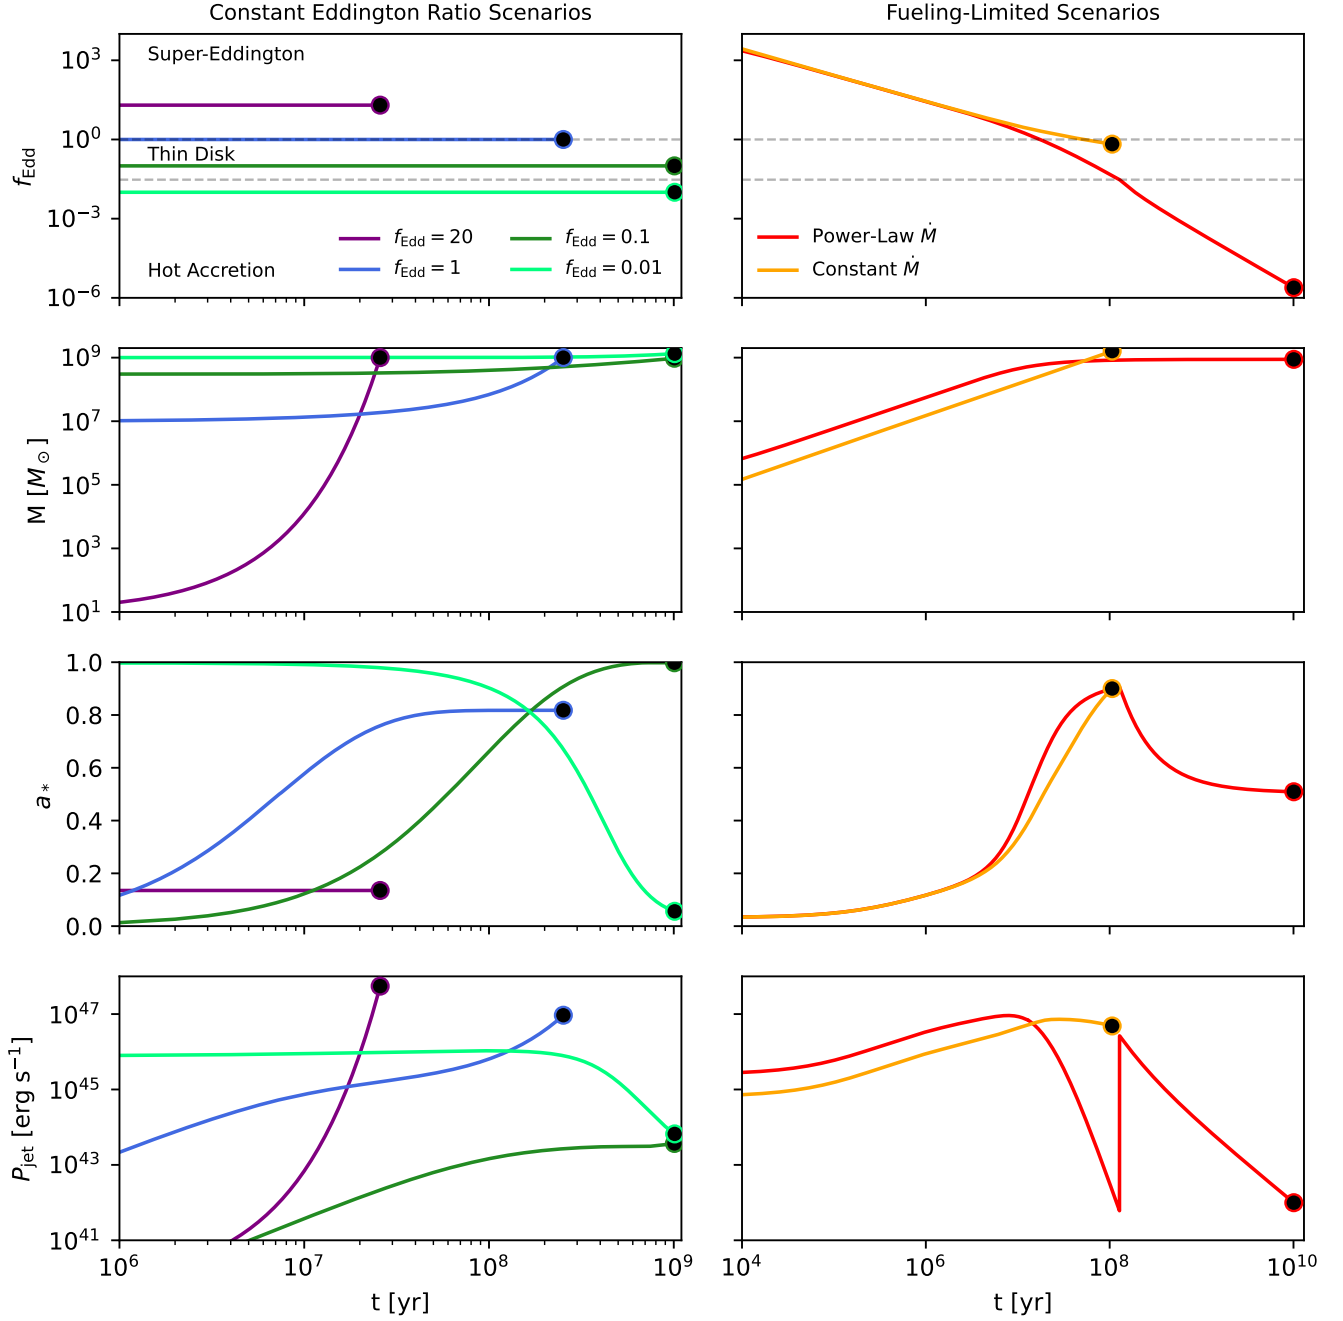 Constant Eddington Ratio Scenarios
Fueling-Limited Scenarios
f_Edd
10^3
10^0
10^−3
10^−6
Super-Eddington
Thin Disk
Hot Accretion
f_Edd = 20
f_Edd = 1
f_Edd = 0.1
f_Edd = 0.01
Power-Law Ṁ
Constant Ṁ
M [M_⊙]
10^9
10^7
10^5
10^3
10^1
a_*
1.0
0.8
0.6
0.4
0.2
0.0
P_jet [erg s^−1]
10^47
10^45
10^43
10^41
10^6 10^7 10^8 10^9
t [yr]
10^4 10^6 10^8 10^10
t [yr]